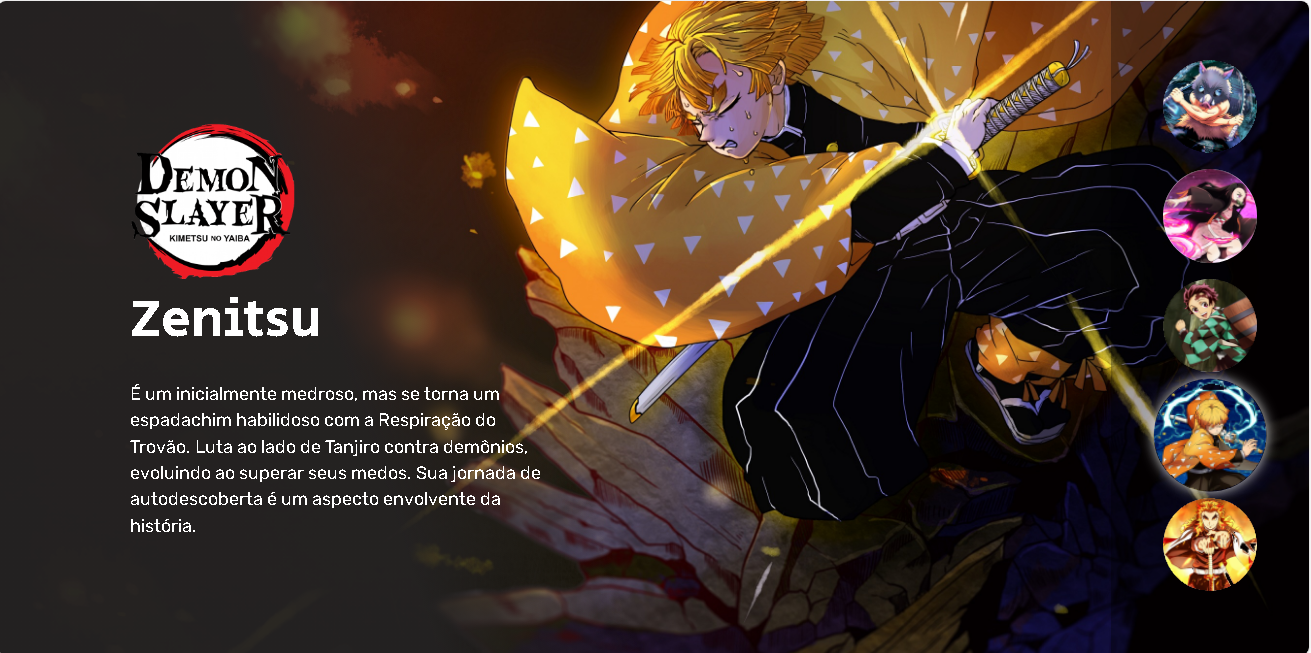 DEMON
SLAYER
KIMETSU NO YAIBA
Zenitsu
É um inicialmente medroso, mas se torna um
espadachim habilidoso com a Respiração do
Trovão. Luta ao lado de Tanjiro contra demônios,
evoluindo ao superar seus medos. Sua jornada de
autodescoberta é um aspecto envolvente da
história.